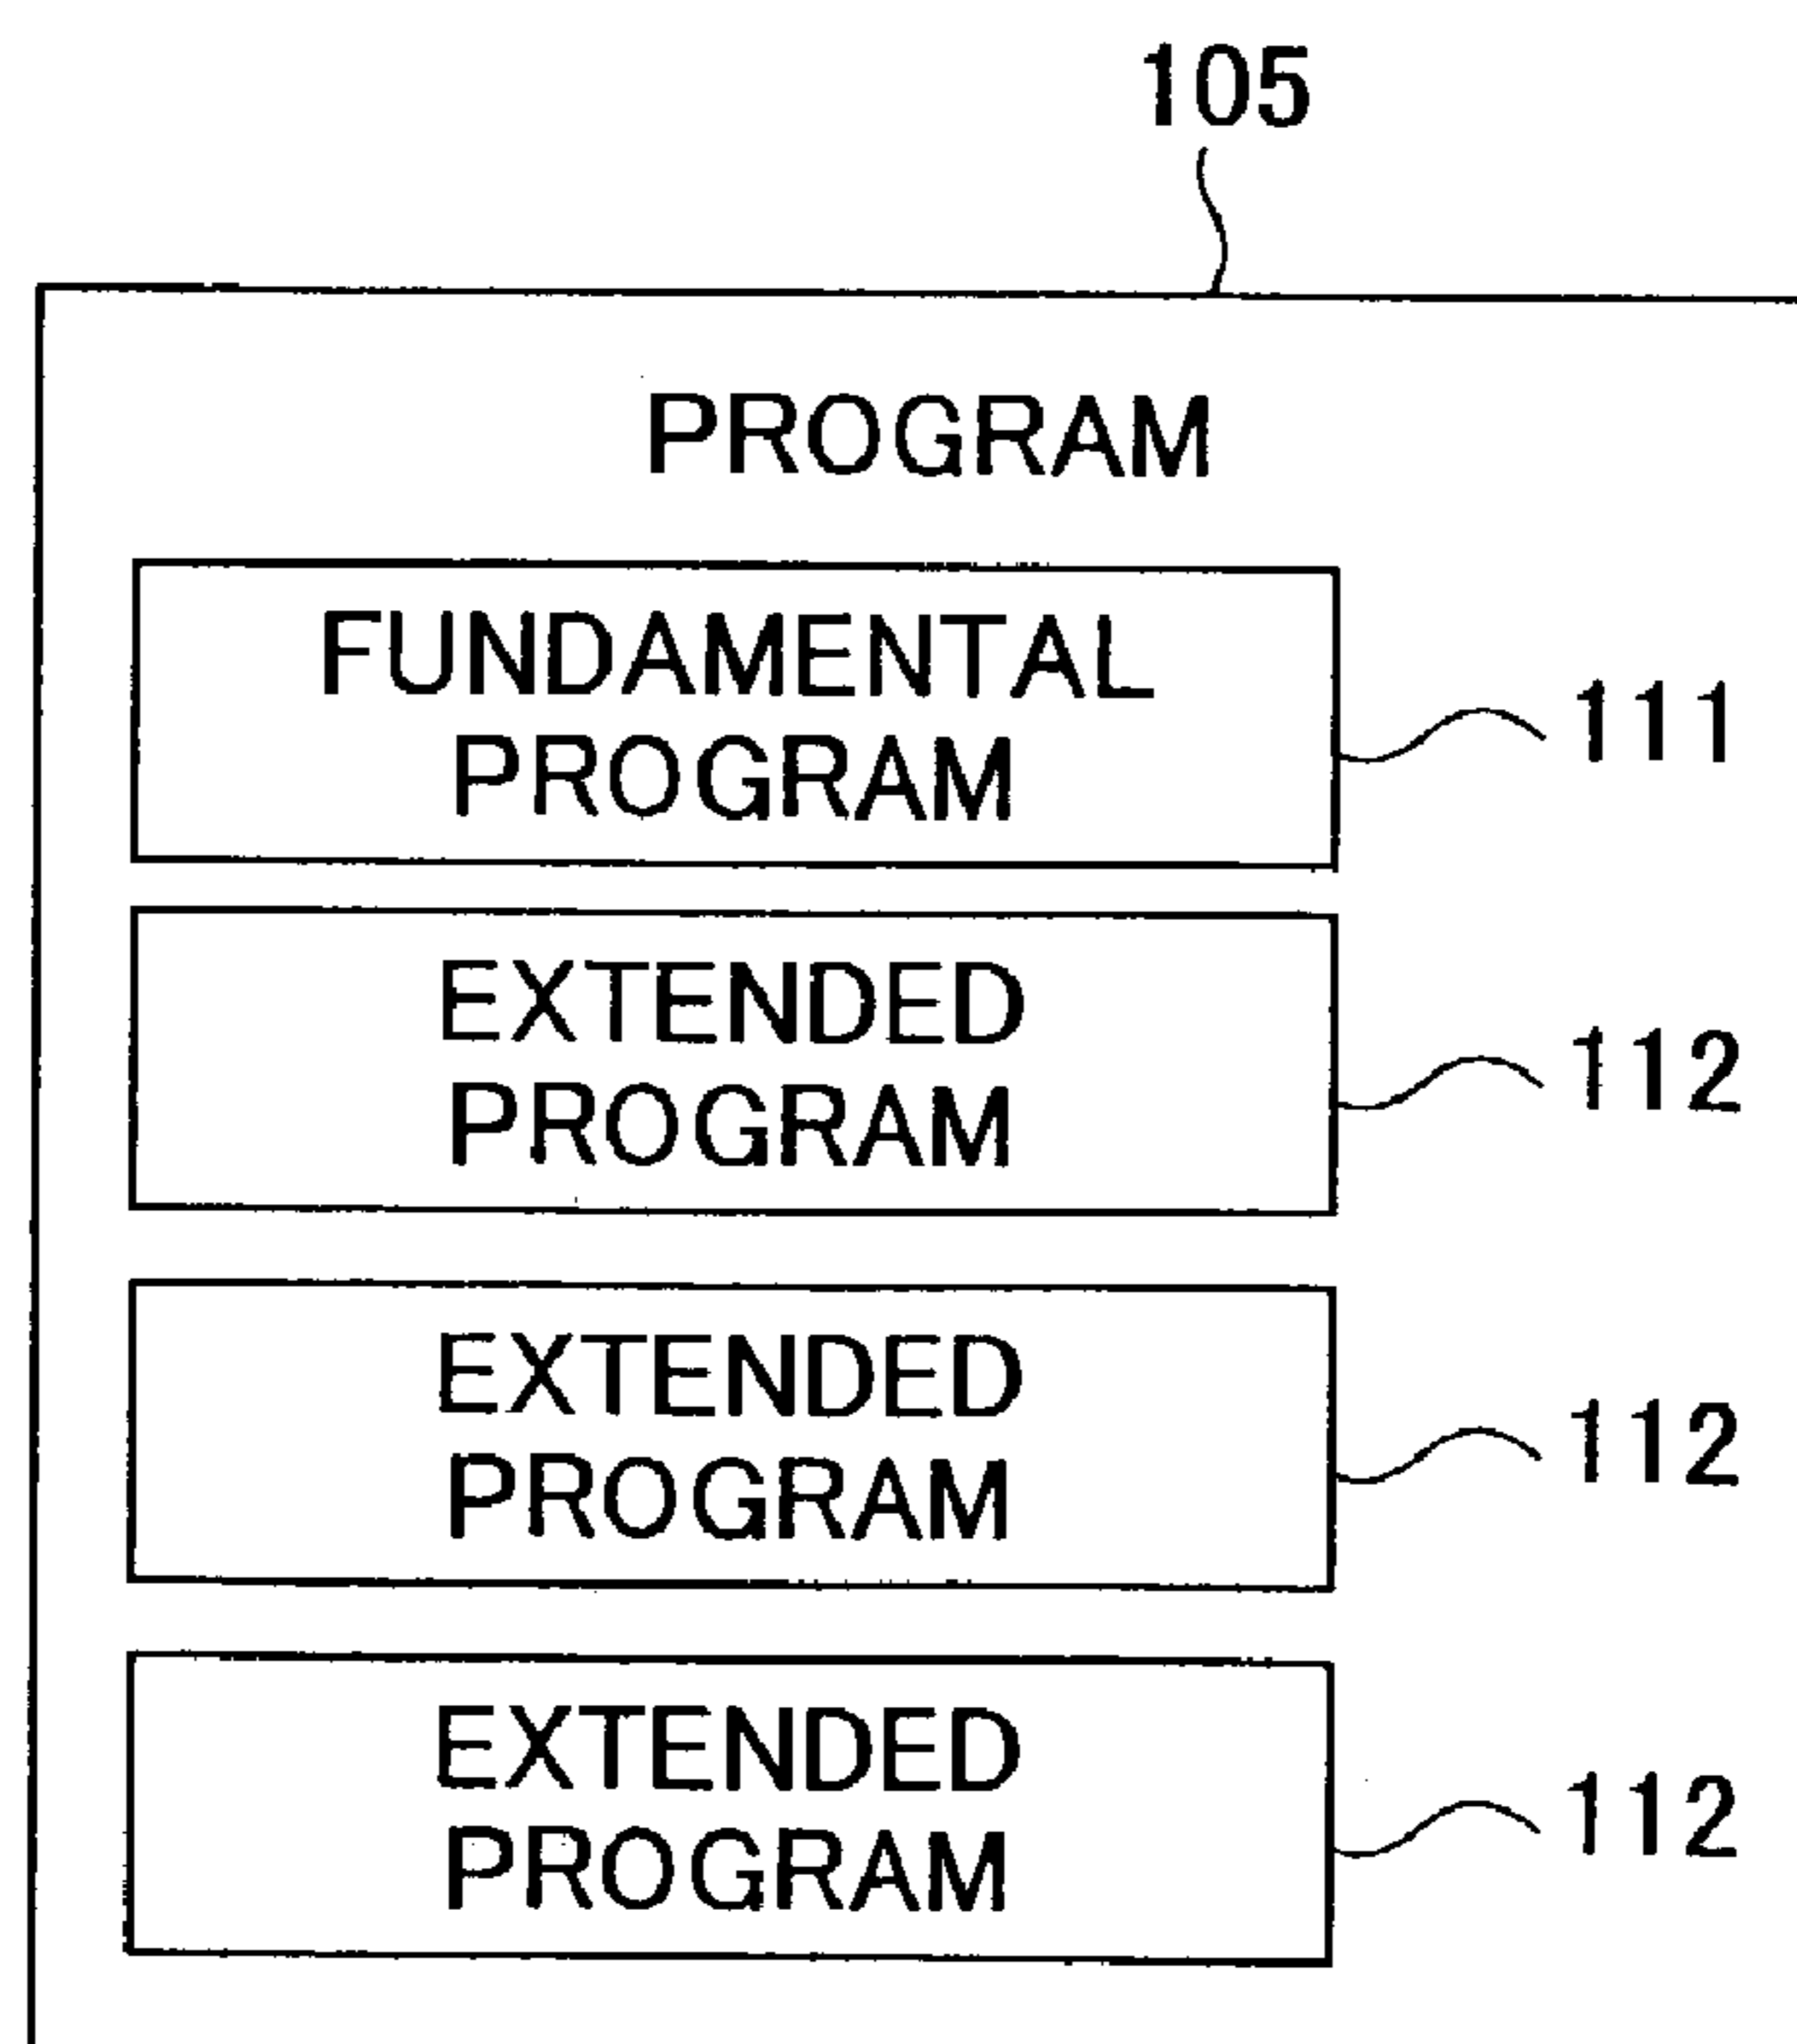 105
PROGRAM
FUNDAMENTAL
PROGRAM
111
EXTENDED
PROGRAM
112
EXTENDED
PROGRAM
112
EXTENDED
PROGRAM
112